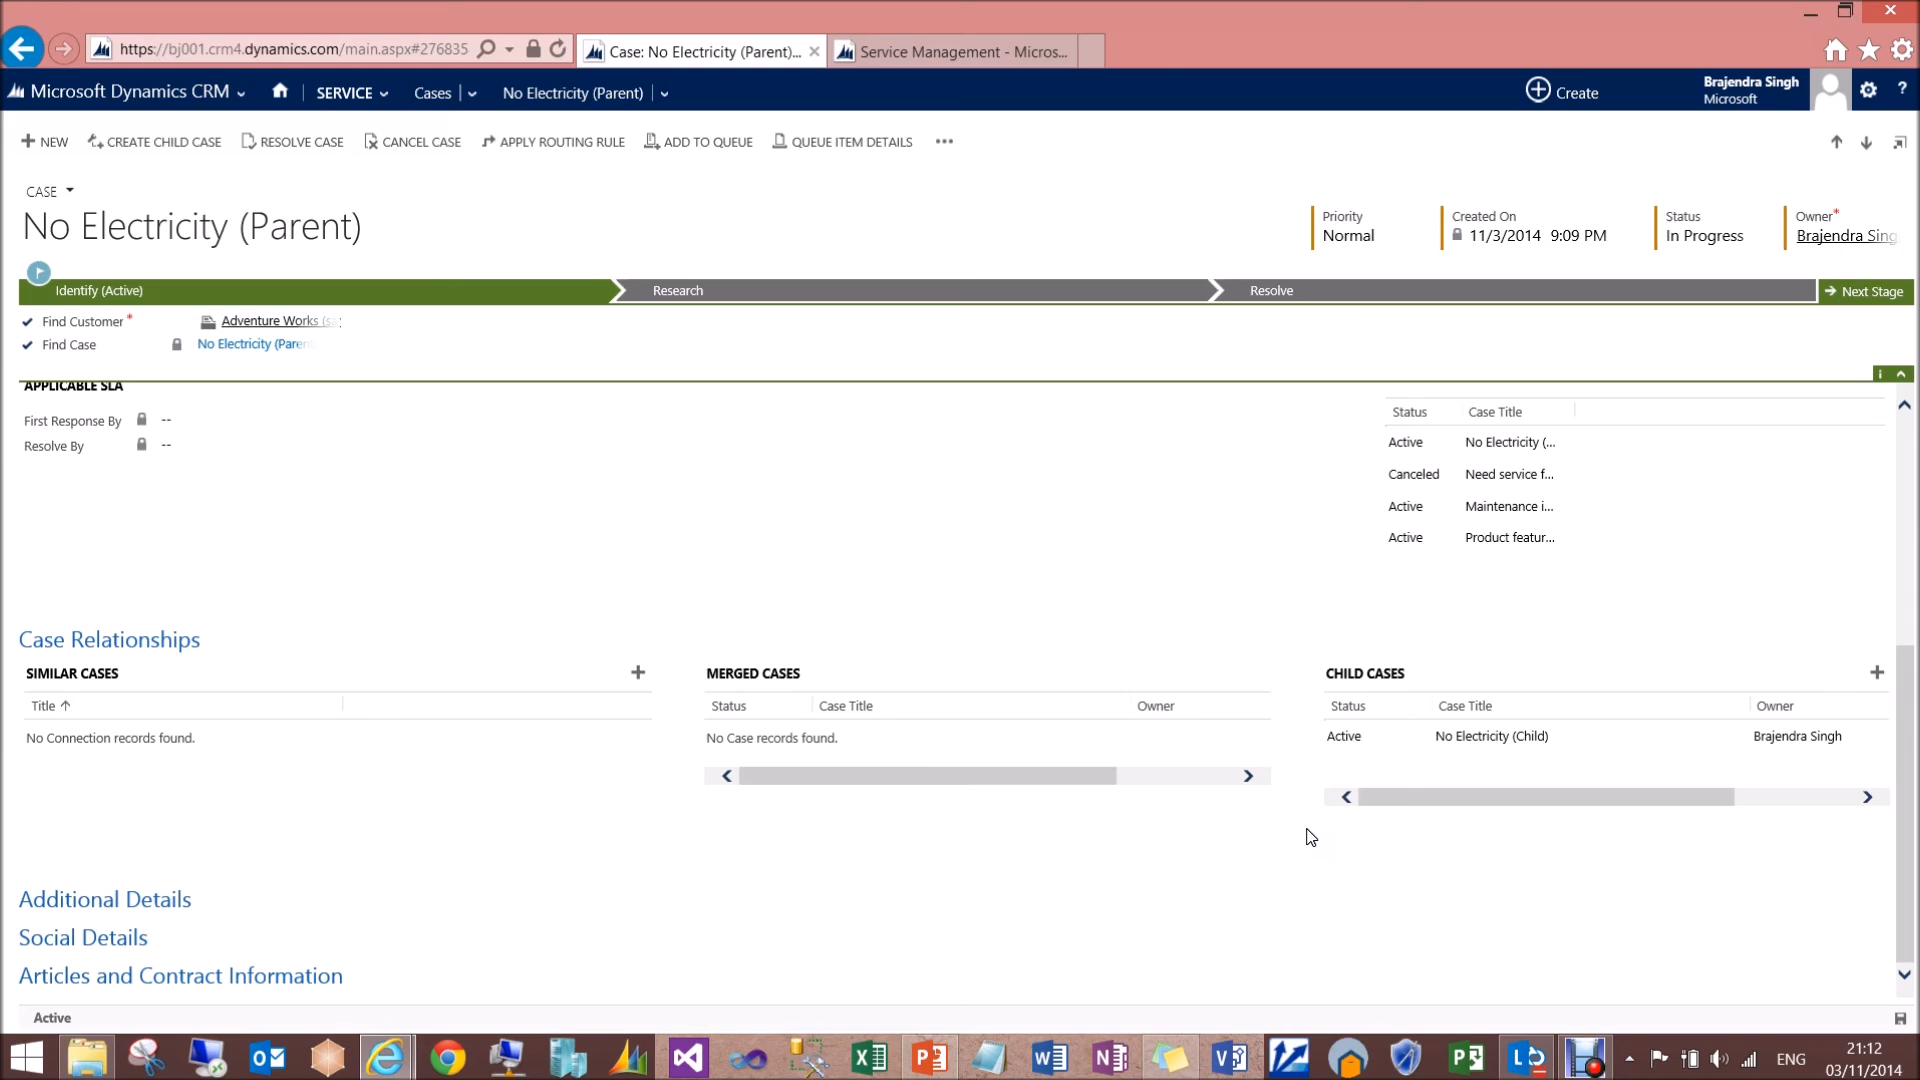 https://bj001.crm4.dynamics.com/main.aspx#276835
Case: No Electricity (Parent)...
Service Management - Micros...
Microsoft Dynamics CRM
SERVICE
Cases
No Electricity (Parent)
Create
Brajendra Singh
Microsoft
?
NEW
CREATE CHILD CASE
RESOLVE CASE
CANCEL CASE
APPLY ROUTING RULE
ADD TO QUEUE
QUEUE ITEM DETAILS
•••
CASE
No Electricity (Parent)
Priority
Normal
Created On
11/3/2014 9:09 PM
Status
In Progress
Owner*
Brajendra Sing
Identify (Active)
Research
Resolve
Next Stage
Find Customer *
Adventure Works (sa
Find Case
No Electricity (Paren
APPLICABLE SLA
First Response By --
Resolve By --
Status Case Title
Active No Electricity (...
Canceled Need service f...
Active Maintenance i...
Active Product featur...
Case Relationships
SIMILAR CASES
Title
No Connection records found.
MERGED CASES
Status Case Title Owner
No Case records found.
CHILD CASES
Status Case Title Owner
Active No Electricity (Child) Brajendra Singh
Additional Details
Social Details
Articles and Contract Information
Active
ENG
21:12
03/11/2014